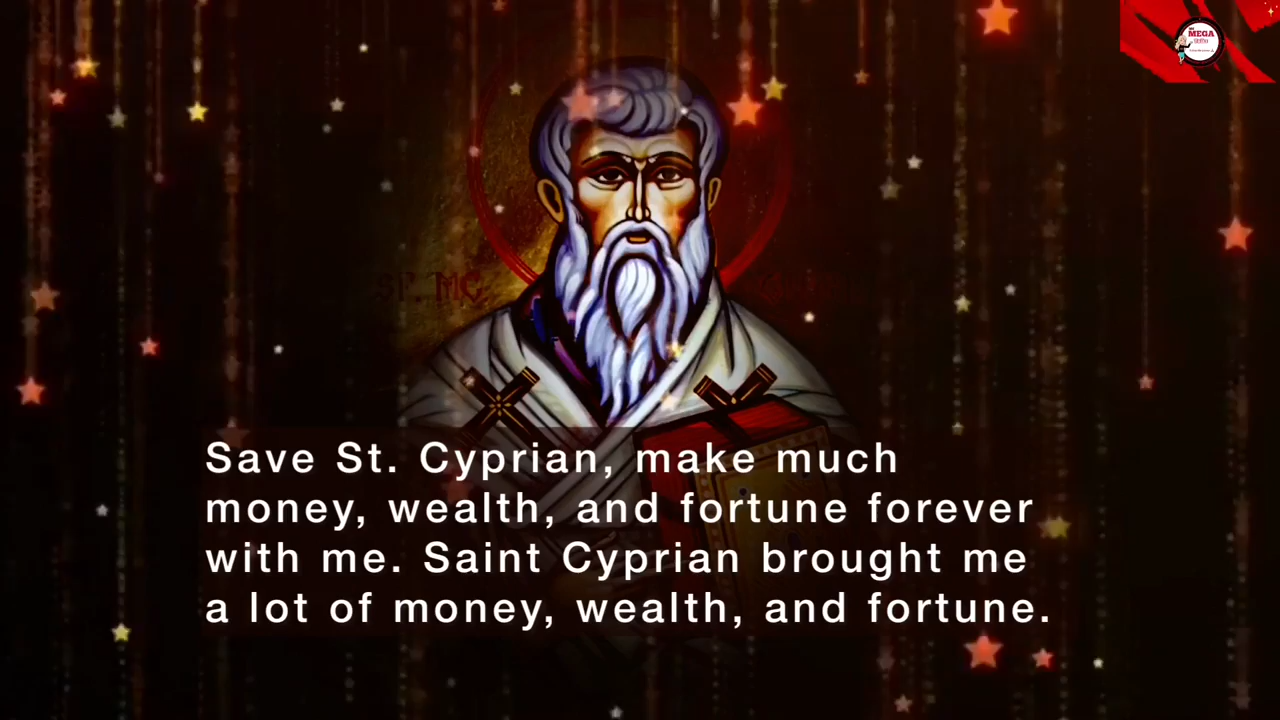 MEGA
Save St. Cyprian, make much
money, wealth, and fortune forever
with me. Saint Cyprian brought me
a lot of money, wealth, and fortune.